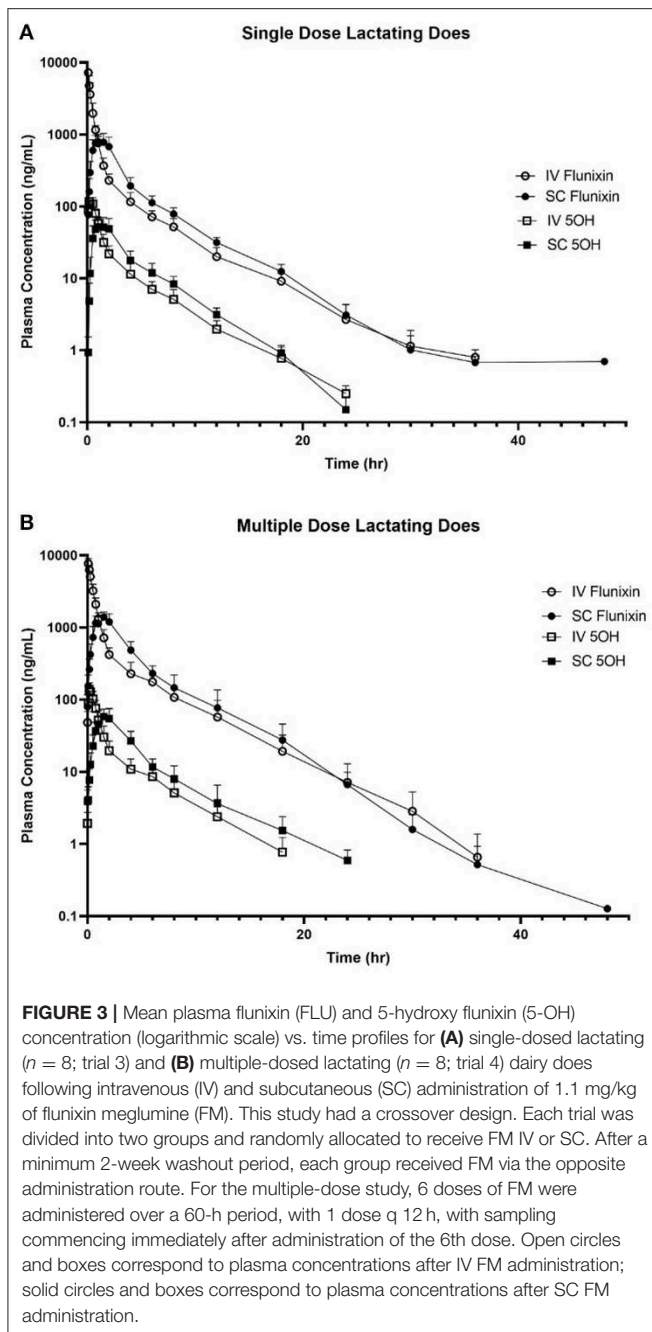 A
Single Dose Lactating Does
Plasma Concentration (ng/mL)
10000
1000
100
10
1
0.1
0
20
40
Time (hr)
IV Flunixin
SC Flunixin
IV 5OH
SC 5OH
B
Multiple Dose Lactating Does
Plasma Concentration (ng/mL)
10000
1000
100
10
1
0.1
0
20
40
Time (hr)
IV Flunixin
SC Flunixin
IV 5OH
SC 5OH
FIGURE 3 | Mean plasma flunixin (FLU) and 5-hydroxy flunixin (5-OH)
concentration (logarithmic scale) vs. time profiles for (A) single-dosed lactating
(n = 8; trial 3) and (B) multiple-dosed lactating (n = 8; trial 4) dairy does
following intravenous (IV) and subcutaneous (SC) administration of 1.1 mg/kg
of flunixin meglumine (FM). This study had a crossover design. Each trial was
divided into two groups and randomly allocated to receive FM IV or SC. After a
minimum 2-week washout period, each group received FM via the opposite
administration route. For the multiple-dose study, 6 doses of FM were
administered over a 60-h period, with 1 dose q 12 h, with sampling
commencing immediately after administration of the 6th dose. Open circles
and boxes correspond to plasma concentrations after IV FM administration;
solid circles and boxes correspond to plasma concentrations after SC FM
administration.